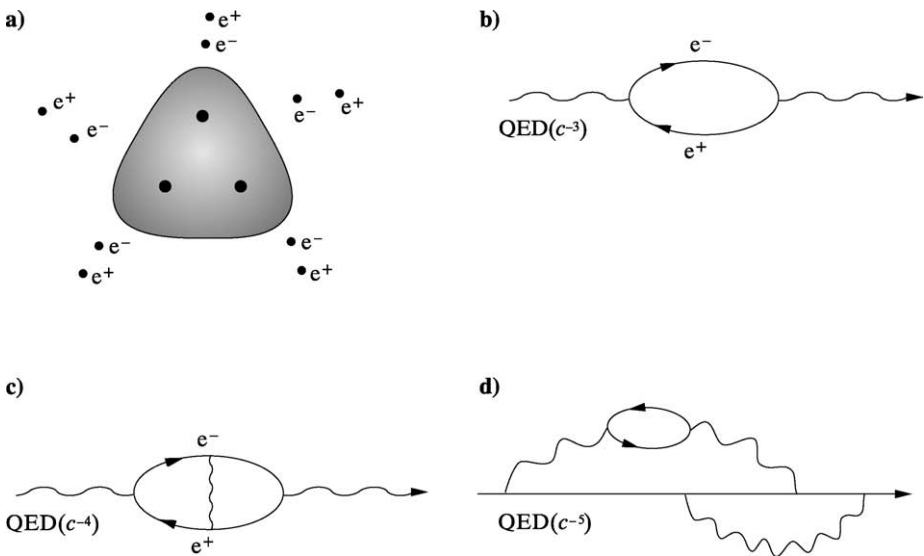 a)
e⁺
e⁻
e⁺
e⁻
e⁻
e⁺
e⁻
e⁺
e⁻
e⁺
b)
e⁻
QED(c⁻³)
e⁺
c)
e⁻
QED(c⁻⁴)
e⁺
d)
QED(c⁻⁵)